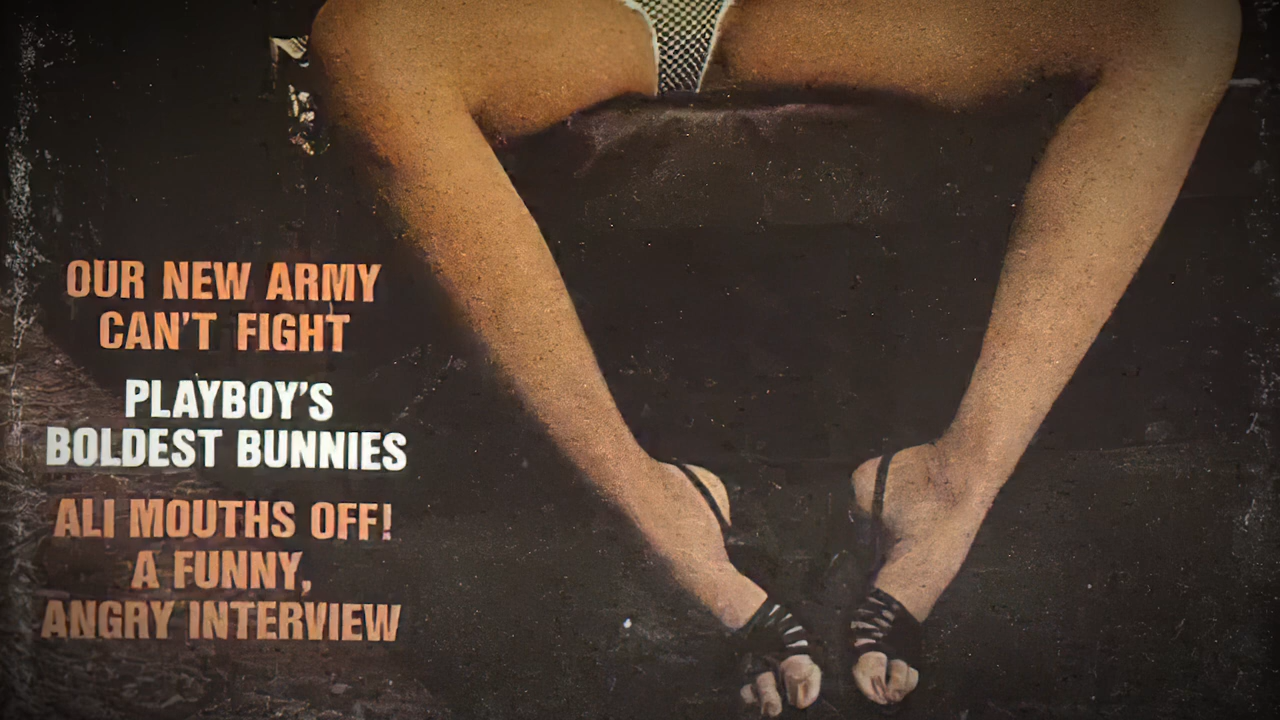 OUR NEW ARMY
CAN'T FIGHT
PLAYBOY'S
BOLDEST BUNNIES
ALI MOUTHS OFF!
A FUNNY,
ANGRY INTERVIEW